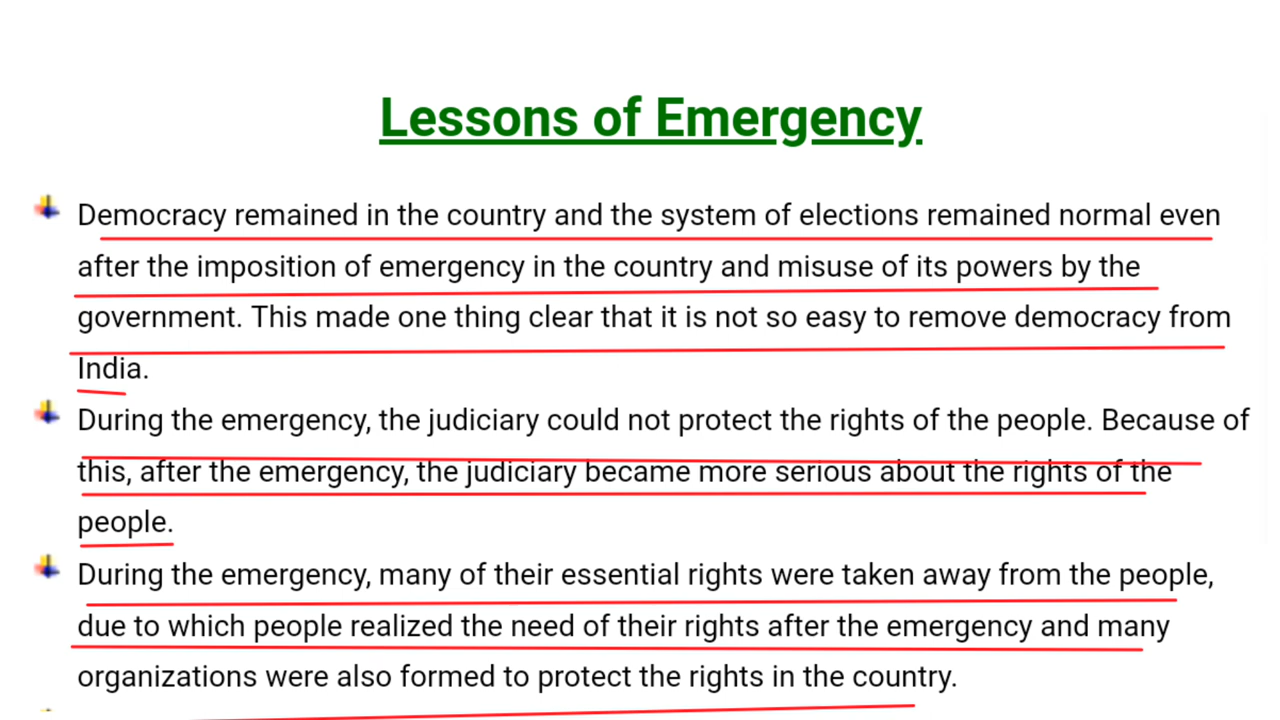 Lessons of Emergency
Democracy remained in the country and the system of elections remained normal even
after the imposition of emergency in the country and misuse of its powers by the
government. This made one thing clear that it is not so easy to remove democracy from
India.
During the emergency, the judiciary could not protect the rights of the people. Because of
this, after the emergency, the judiciary became more serious about the rights of the
people.
During the emergency, many of their essential rights were taken away from the people,
due to which people realized the need of their rights after the emergency and many
organizations were also formed to protect the rights in the country.